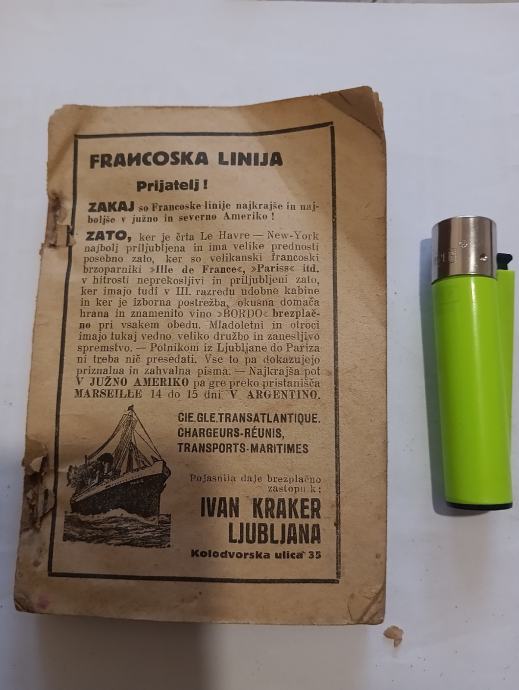 FRANCOSKA LINIJA
Prijatelj!
ZAKAJ so Francoske linije najkrajše in naj-
boljše v južno in severno Ameriko!
ZATO, ker je črta Le Havre — New-York
najbolj priljubljena in ima velike prednosti
posebno zato, ker so velikanski francoski
brzoparniki »Ille de France«, »Pariss« itd.
v hitrosti neprekosljivi in priljubljeni zato,
ker imajo tudi v III. razredu udobne kabine
in ker je izborna postrežba, okusna domača
hrana in znamenito vino »BORDO« brezplač-
no pri vsakem obedu. Mladoletni in otroci
imajo tukaj vedno veliko družbo in zanesljivo
spremstvo. — Potnikom iz Ljubljane do Pariza
ni treba nič presedati. Vse to pa dokazujejo
priznalna in zahvalna pisma. — Najkrajša pot
V JUŽNO AMERIKO pa gre preko pristanišča
MARSEILLE 14 do 15 dni V ARGENTINO.
CIE.GLE.TRANSATLANTIQUE.
CHARGEURS-RÉUNIS,
TRANSPORTS-MARITIMES
Pojasnila daje brezplačno
zastopnik:
IVAN KRAKER
LJUBLJANA
Kolodvorska ulica 35